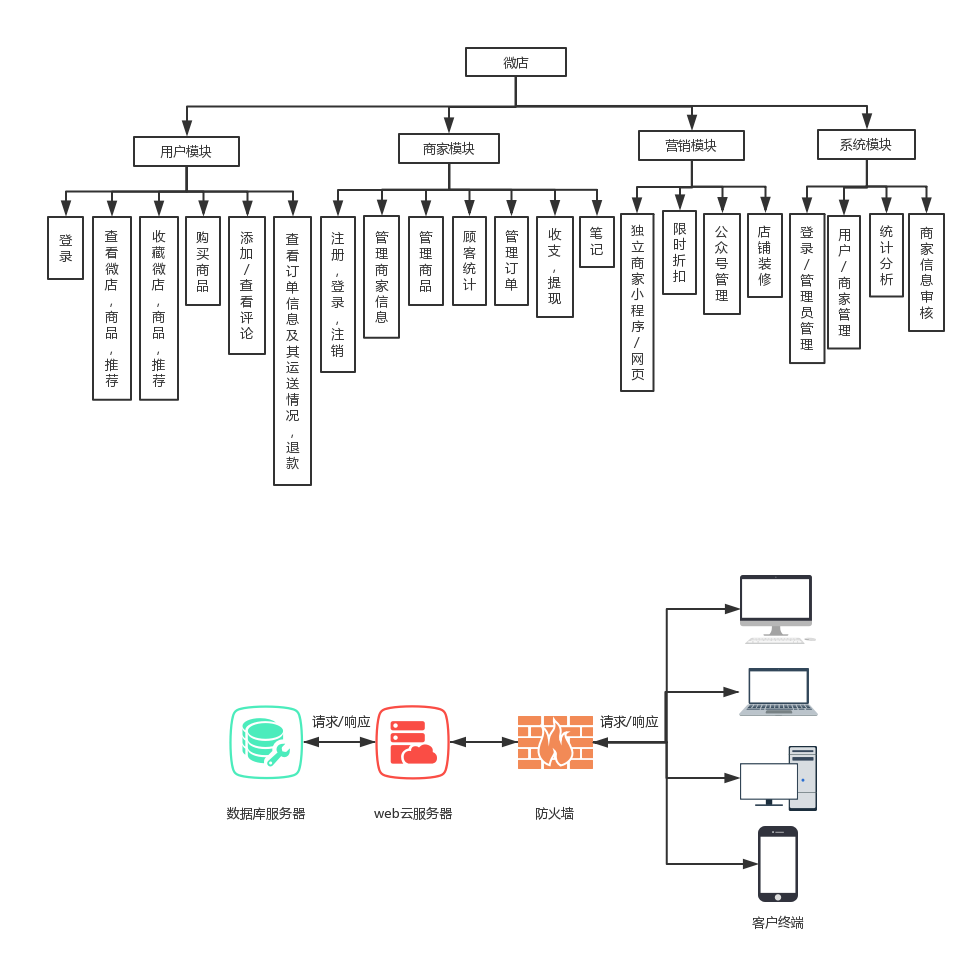 微店
用户模块
商家模块
营销模块
系统模块
登录
查看微店,商品,推荐
收藏微店,商品,推荐
购买商品
添加/查看评论
查看订单信息及其运送情况,退款
注册,登录,注销
管理商家信息
管理商品
顾客统计
管理订单
收支,提现
笔记
独立商家小程序/网页
限时折扣
公众号管理
店铺装修
登录/管理员管理
用户/商家管理
统计分析
商家信息审核
请求/响应
请求/响应
数据库服务器
web云服务器
防火墙
客户终端